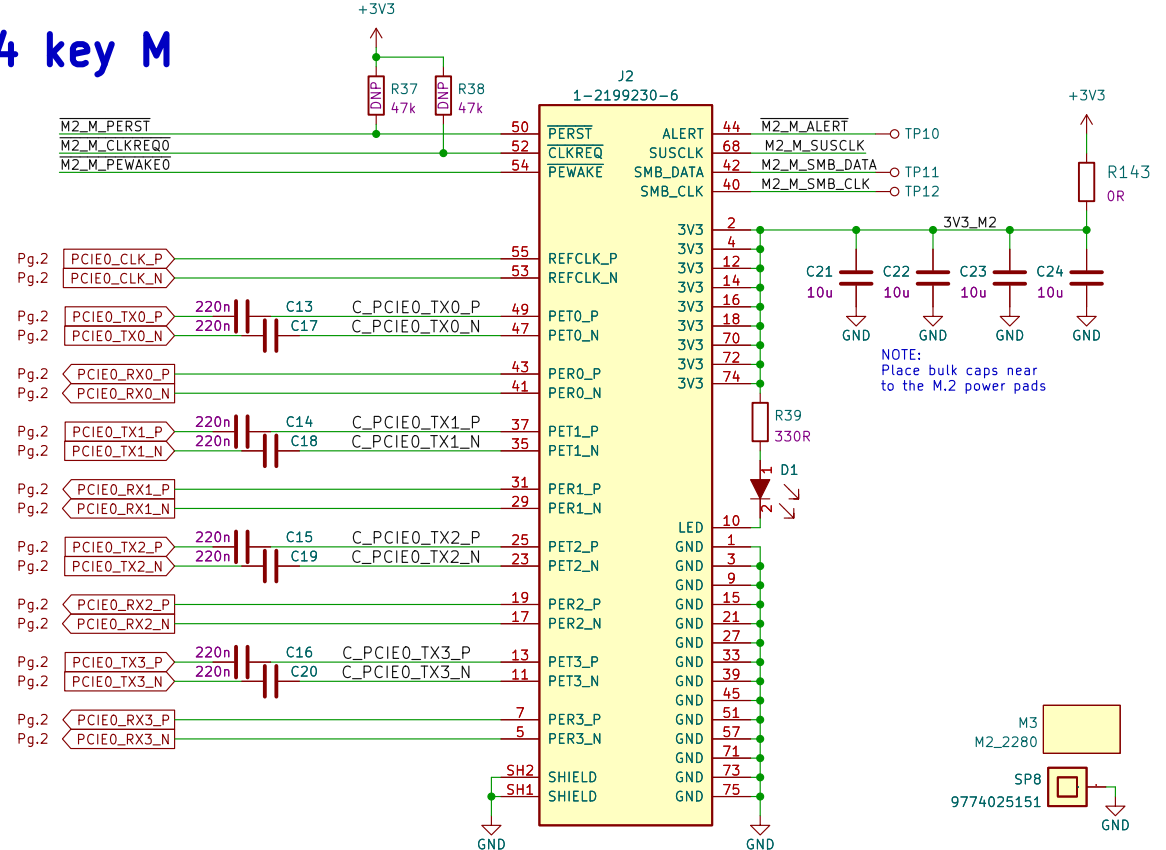 +3V3
4 key M
J2
1-2199230-6
R37
47k
DNP
R38
47k
DNP
+3V3
R143
0R
M2_M_PERST
M2_M_CLKREQ0
M2_M_PEWAKE0
50 PERST
52 CLKREQ
54 PEWAKE
ALERT 44 M2_M_ALERT TP10
SUSCLK 68 M2_M_SUSCLK
SMB_DATA 42 M2_M_SMB_DATA TP11
SMB_CLK 40 M2_M_SMB_CLK TP12
Pg.2 PCIE0_CLK_P 55 REFCLK_P
Pg.2 PCIE0_CLK_N 53 REFCLK_N
Pg.2 PCIE0_TX0_P 220n C13 C_PCIE0_TX0_P 49 PET0_P
Pg.2 PCIE0_TX0_N 220n C17 C_PCIE0_TX0_N 47 PET0_N
Pg.2 PCIE0_RX0_P 43 PER0_P
Pg.2 PCIE0_RX0_N 41 PER0_N
Pg.2 PCIE0_TX1_P 220n C14 C_PCIE0_TX1_P 37 PET1_P
Pg.2 PCIE0_TX1_N 220n C18 C_PCIE0_TX1_N 35 PET1_N
Pg.2 PCIE0_RX1_P 31 PER1_P
Pg.2 PCIE0_RX1_N 29 PER1_N
Pg.2 PCIE0_TX2_P 220n C15 C_PCIE0_TX2_P 25 PET2_P
Pg.2 PCIE0_TX2_N 220n C19 C_PCIE0_TX2_N 23 PET2_N
Pg.2 PCIE0_RX2_P 19 PER2_P
Pg.2 PCIE0_RX2_N 17 PER2_N
Pg.2 PCIE0_TX3_P 220n C16 C_PCIE0_TX3_P 13 PET3_P
Pg.2 PCIE0_TX3_N 220n C20 C_PCIE0_TX3_N 11 PET3_N
Pg.2 PCIE0_RX3_P 7 PER3_P
Pg.2 PCIE0_RX3_N 5 PER3_N
SH2 SHIELD
SH1 SHIELD
GND
3V3 2
3V3 4
3V3 12
3V3 14
3V3 16
3V3 18
3V3 70
3V3 72
3V3 74
3V3_M2
C21 10u GND
C22 10u GND
C23 10u GND
C24 10u GND
NOTE:
Place bulk caps near
to the M.2 power pads
R39
330R
D1
1
2
LED 10
GND 1
GND 3
GND 9
GND 15
GND 21
GND 27
GND 33
GND 39
GND 45
GND 51
GND 57
GND 71
GND 73
GND 75
GND
M3
M2_2280
SP8
9774025151
GND